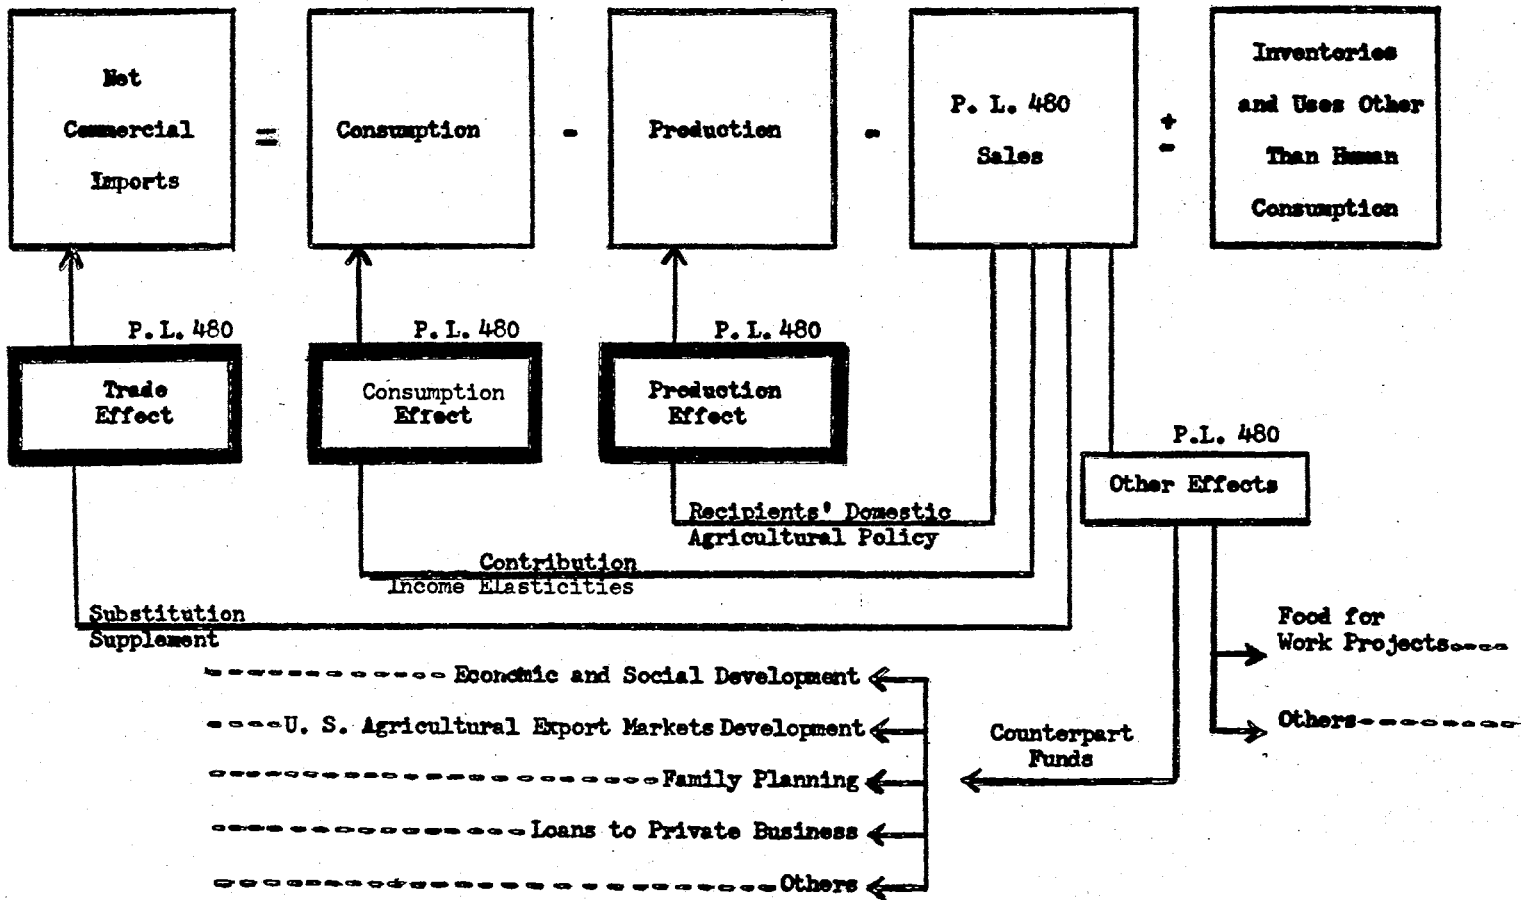 Net
Commercial
Imports
=
Consumption
-
Production
-
P. L. 480
Sales
+
-
Inventories
and Uses Other
Than Human
Consumption
P. L. 480
Trade
Effect
P. L. 480
Consumption
Effect
P. L. 480
Production
Effect
P.L. 480
Other Effects
Recipients' Domestic
Agricultural Policy
Contribution
Income Elasticities
Substitution
Supplement
Food for
Work Projects
Others
Counterpart
Funds
Economic and Social Development
U. S. Agricultural Export Markets Development
Family Planning
Loans to Private Business
Others